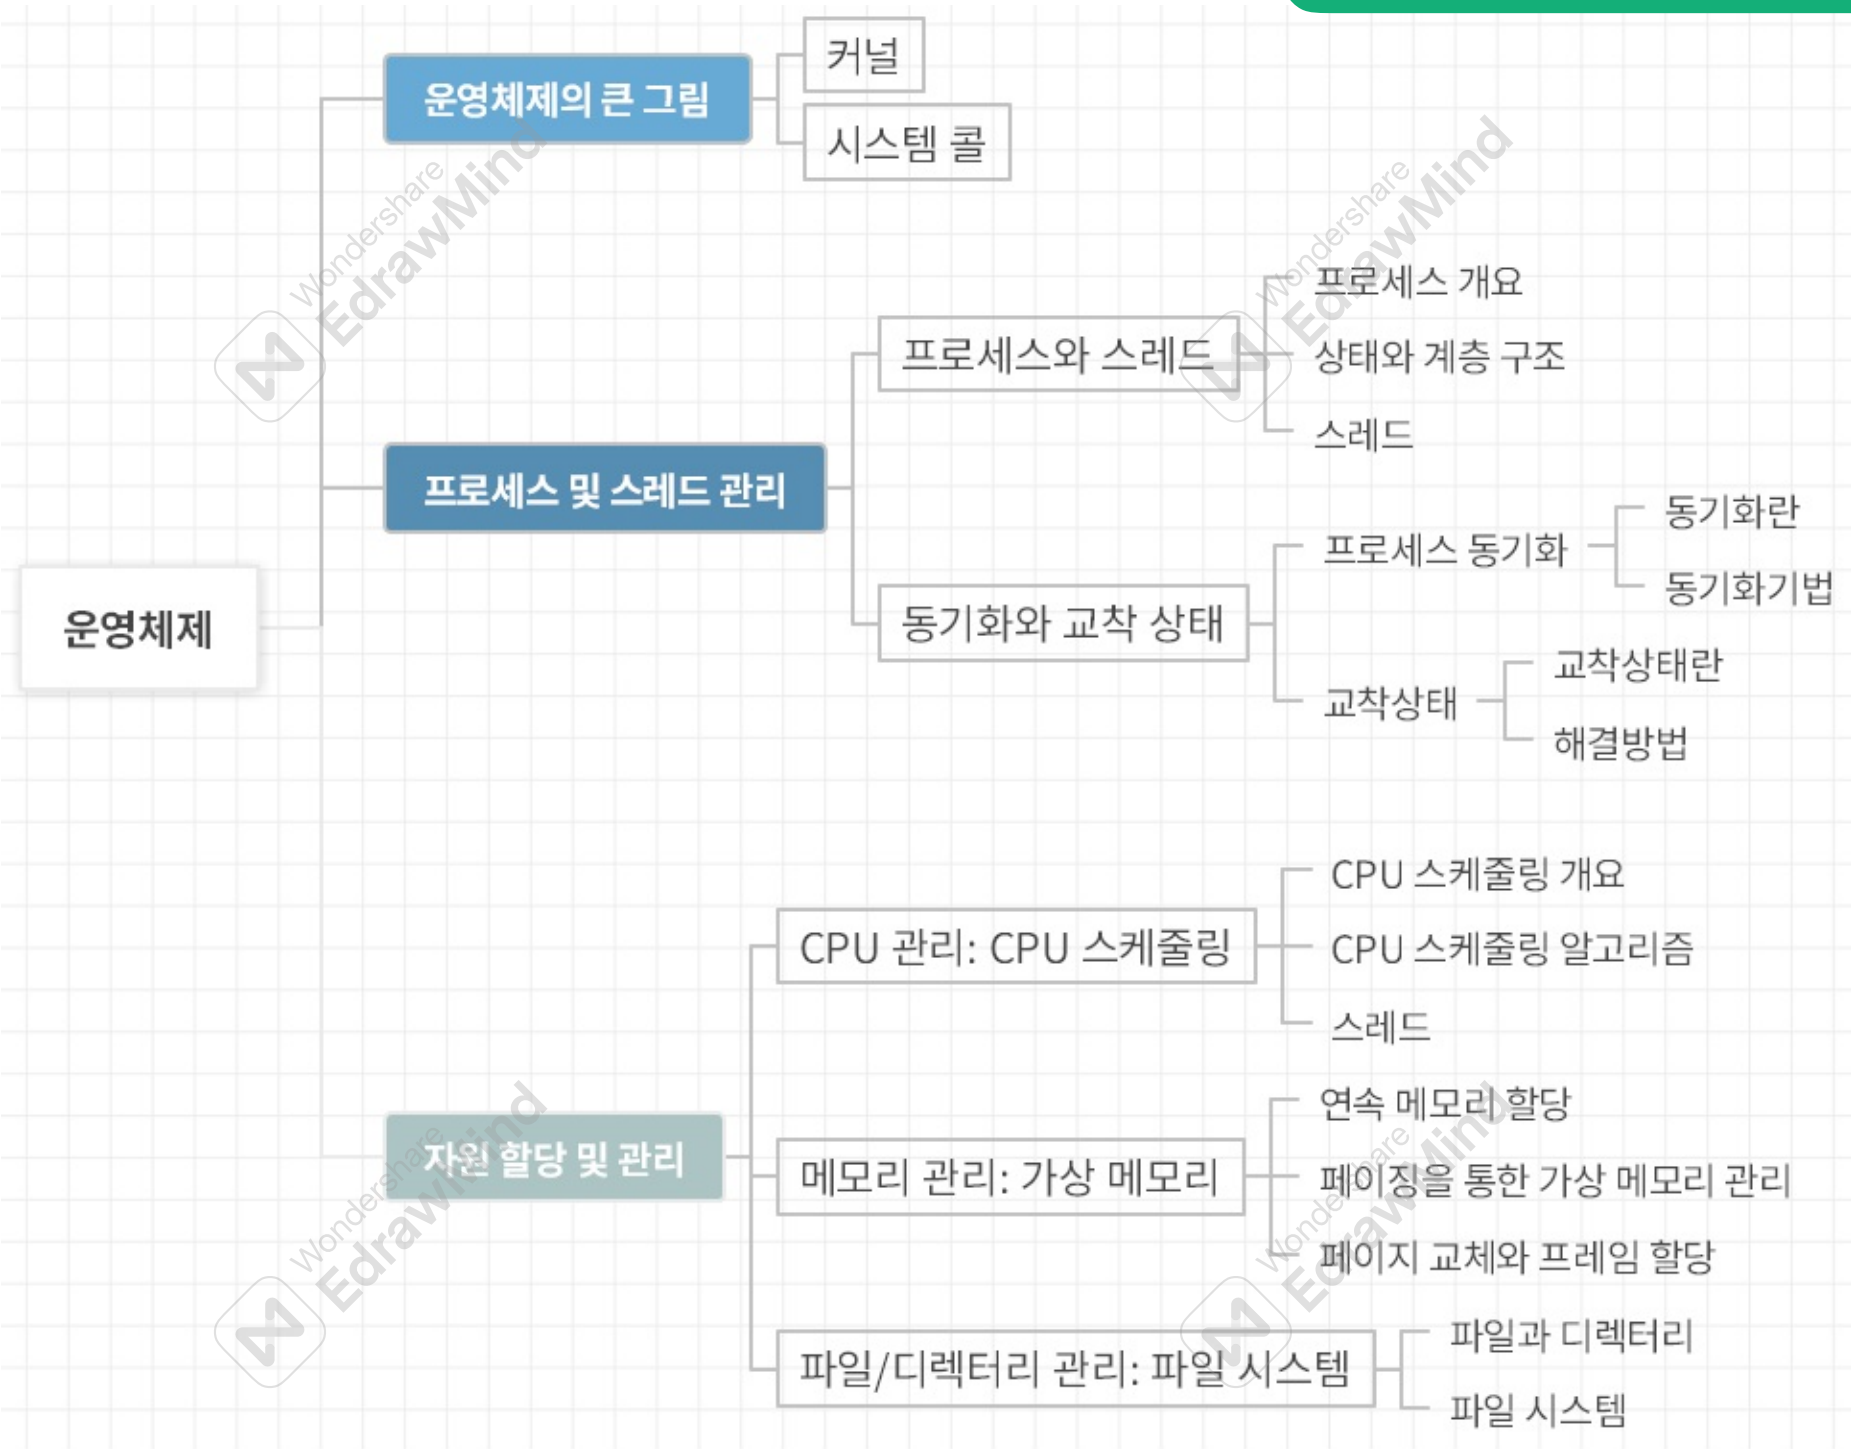 커널
운영체제의 큰 그림
시스템 콜
프로세스 개요
프로세스와 스레드
상태와 계층 구조
스레드
프로세스 및 스레드 관리
동기화란
프로세스 동기화
동기화기법
운영체제
동기화와 교착 상태
교착상태란
교착상태
해결방법
CPU 스케줄링 개요
CPU 관리: CPU 스케줄링
CPU 스케줄링 알고리즘
스레드
연속 메모리 할당
자원 할당 및 관리
메모리 관리: 가상 메모리
페이징을 통한 가상 메모리 관리
페이지 교체와 프레임 할당
파일과 디렉터리
파일/디렉터리 관리: 파일 시스템
파일 시스템
Wondershare
EdrawMind
Wondershare
EdrawMind
Wondershare
EdrawMind
Wondershare
EdrawMind